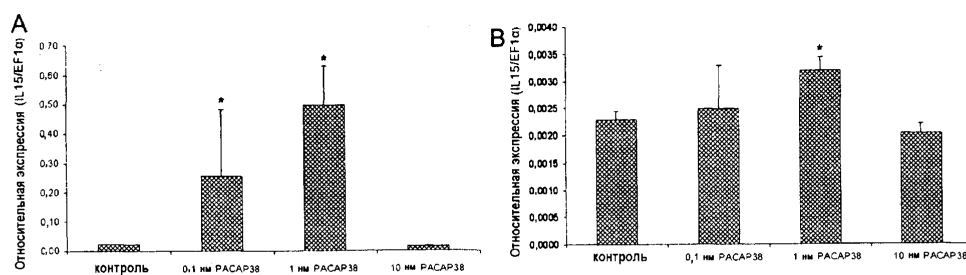 A
Относительная экспрессия (IL15/EF1α)
0,70
0,60
0,50
0,40
0,30
0,20
0,10
0,00
*
*
контроль
0,1 нм PACAP38
1 нм PACAP38
10 нм PACAP38
B
Относительная экспрессия (IL15/EF1α)
0,0040
0,0035
0,0030
0,0025
0,0020
0,0015
0,0010
0,0005
0,0000
*
контроль
0,1 нм PACAP38
1 нм PACAP38
10 нм PACAP38